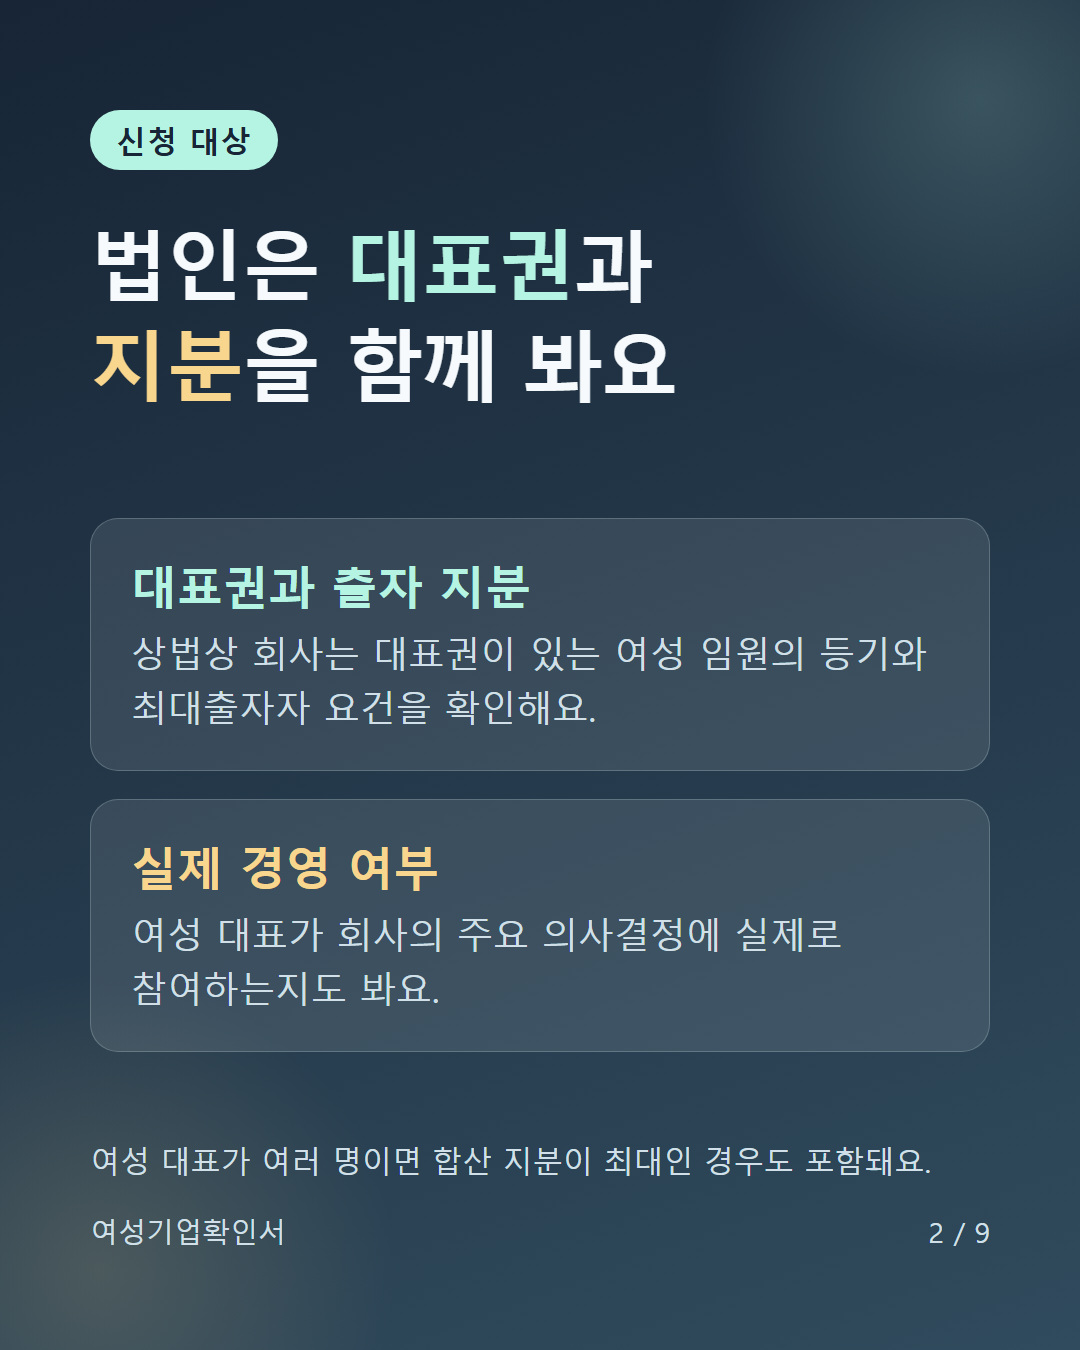 신청 대상
법인은 대표권과
지분을 함께 봐요
대표권과 출자 지분
상법상 회사는 대표권이 있는 여성 임원의 등기와
최대출자자 요건을 확인해요.
실제 경영 여부
여성 대표가 회사의 주요 의사결정에 실제로
참여하는지도 봐요.
여성 대표가 여러 명이면 합산 지분이 최대인 경우도 포함돼요.
여성기업확인서
2 / 9